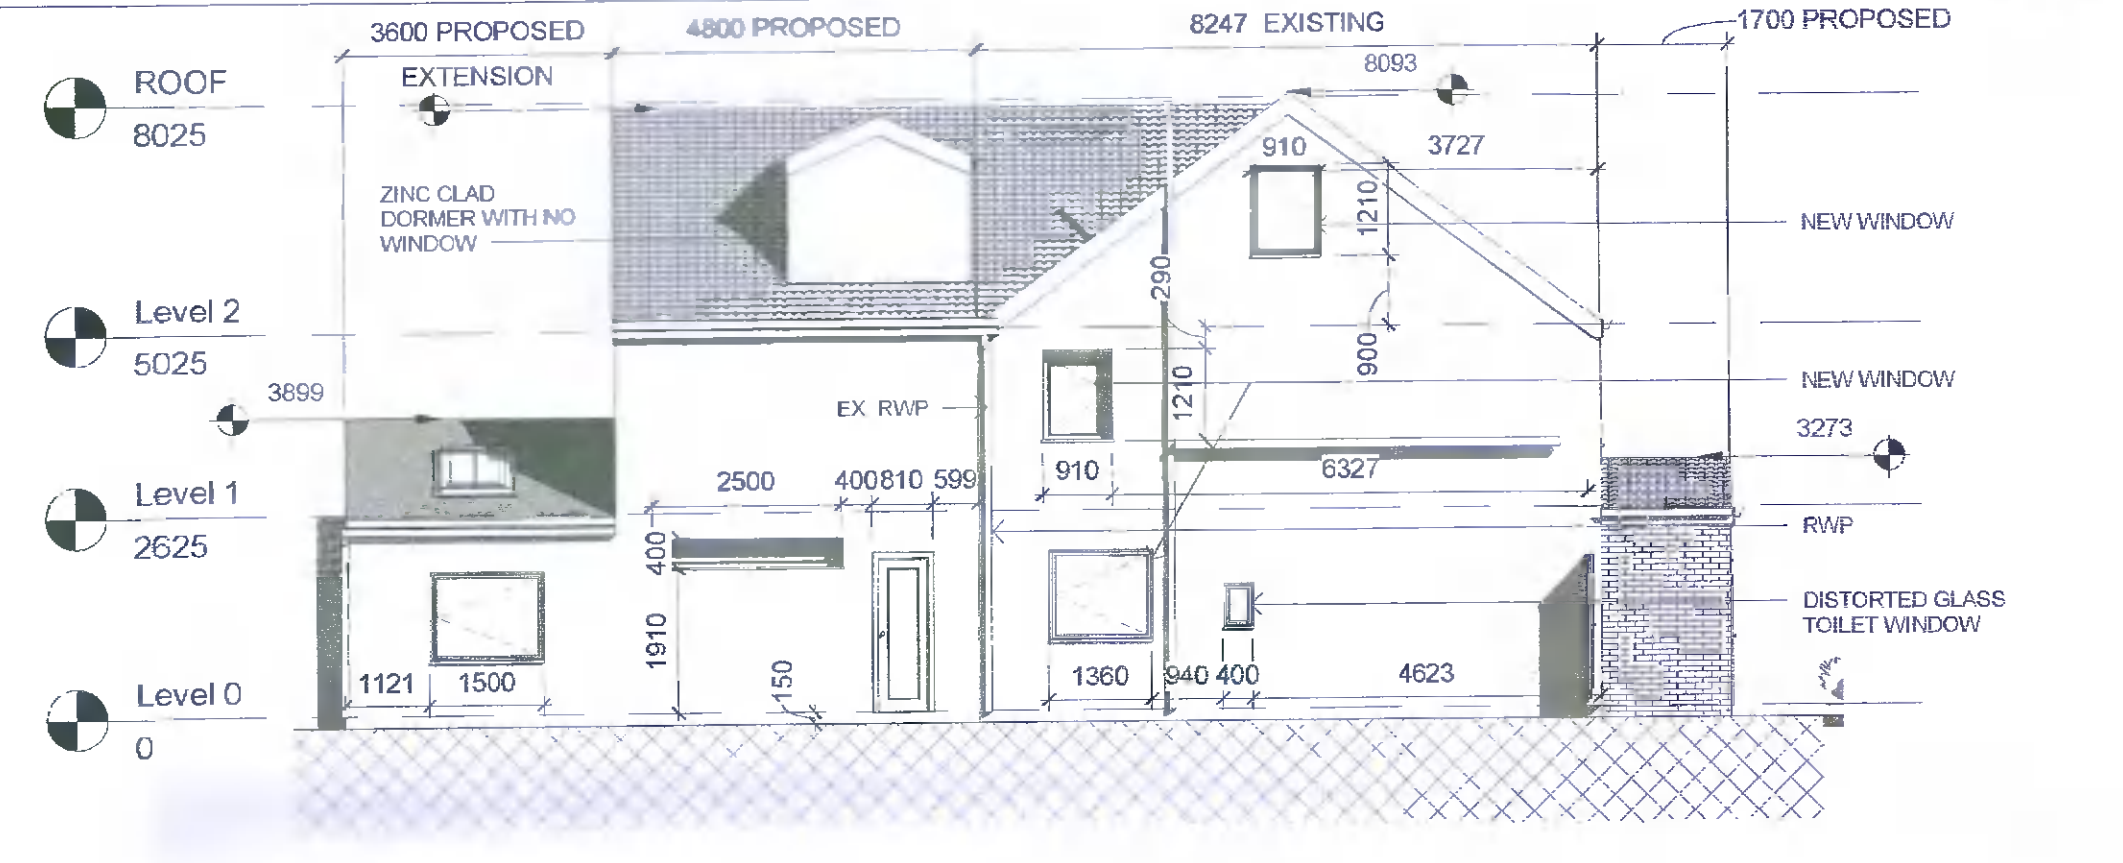 3600 PROPOSED
4800 PROPOSED
8247 EXISTING
1700 PROPOSED
EXTENSION
8093
ROOF
8025
910
3727
ZINC CLAD
DORMER WITH NO
WINDOW
1210
NEW WINDOW
290
Level 2
5025
900
3899
1210
NEW WINDOW
EX RWP
3273
910
6327
Level 1
2625
2500
400
810
599
RWP
400
1910
DISTORTED GLASS
TOILET WINDOW
1121
1500
150
1360
940
400
4623
Level 0
0